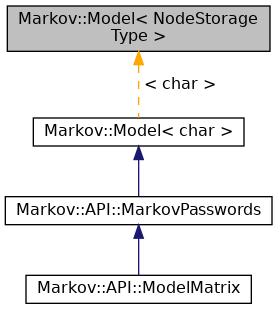 Markov::Model< NodeStorage
Type >
< char >
Markov::Model< char >
Markov::API::MarkovPasswords
Markov::API::ModelMatrix